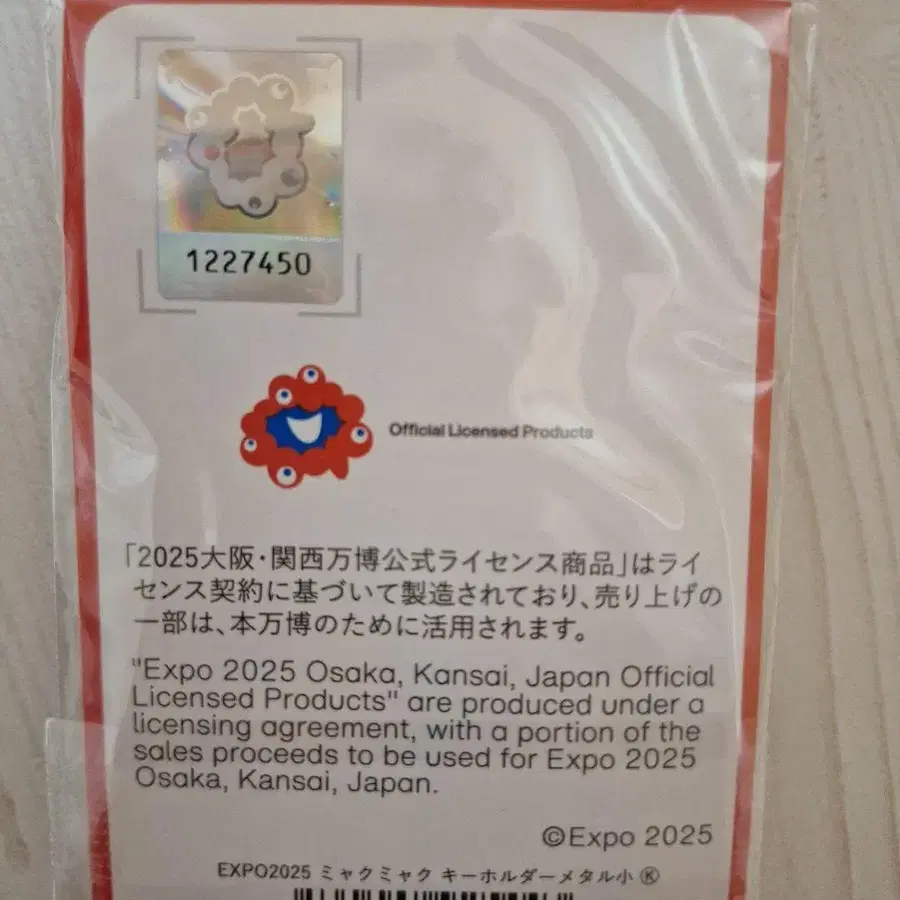 1227450
Official Licensed Products
「2025大阪・関西万博公式ライセンス商品」はライ
センス契約に基づいて製造されており、売り上げの
一部は、本万博のために活用されます。
"Expo 2025 Osaka, Kansai, Japan Official
Licensed Products" are produced under a
licensing agreement, with a portion of the
sales proceeds to be used for Expo 2025
Osaka, Kansai, Japan.
©Expo 2025
EXPO2025 ミャクミャク キーホルダーメタル小 Ⓚ